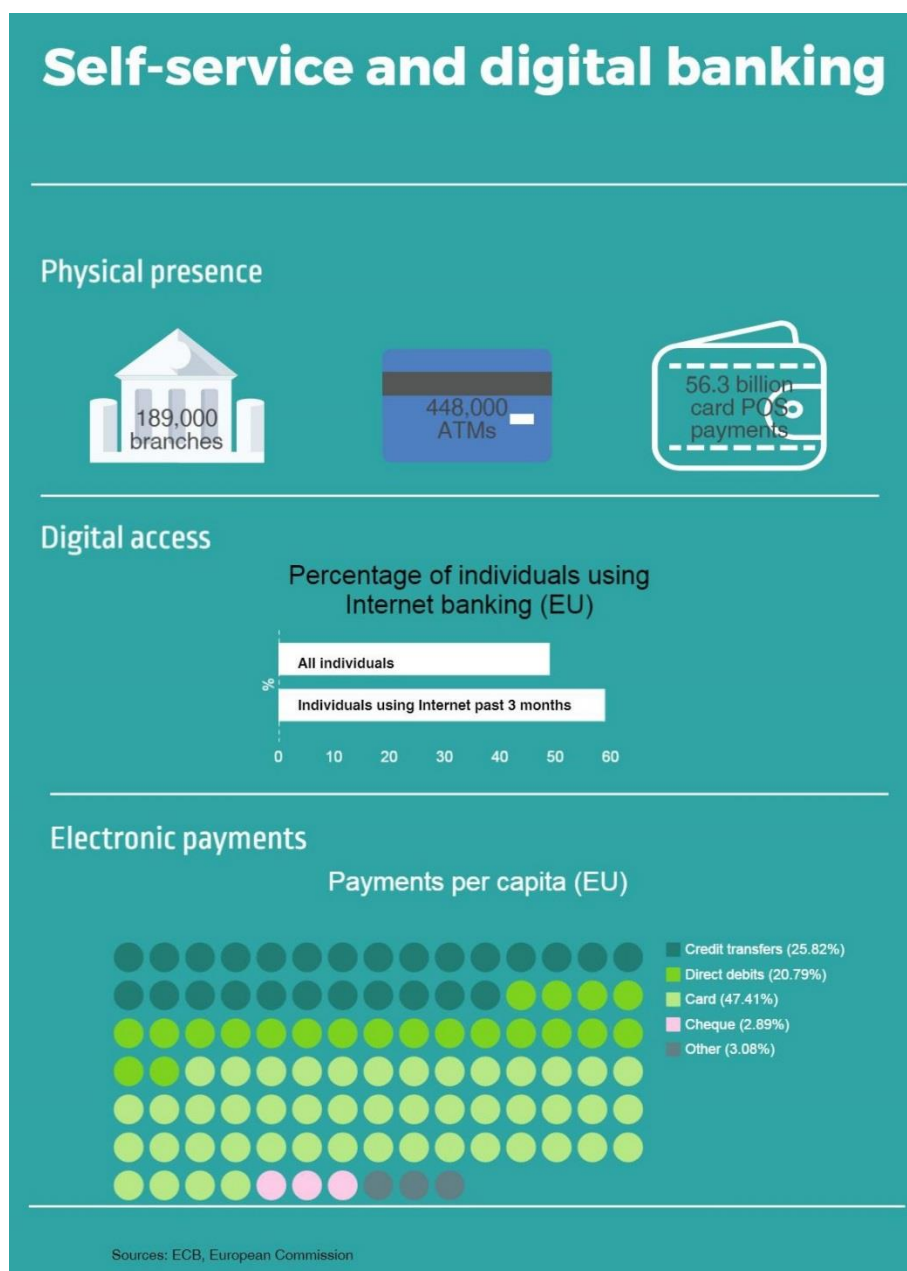 Self-service and digital banking
Physical presence
189,000
branches
448,000
ATMs
56.3 billion
card POS
payments
Digital access
Percentage of individuals using
Internet banking (EU)
All individuals
%
Individuals using Internet past 3 months
0 10 20 30 40 50 60
Electronic payments
Payments per capita (EU)
Credit transfers (25.82%)
Direct debits (20.79%)
Card (47.41%)
Cheque (2.89%)
Other (3.08%)
Sources: ECB, European Commission